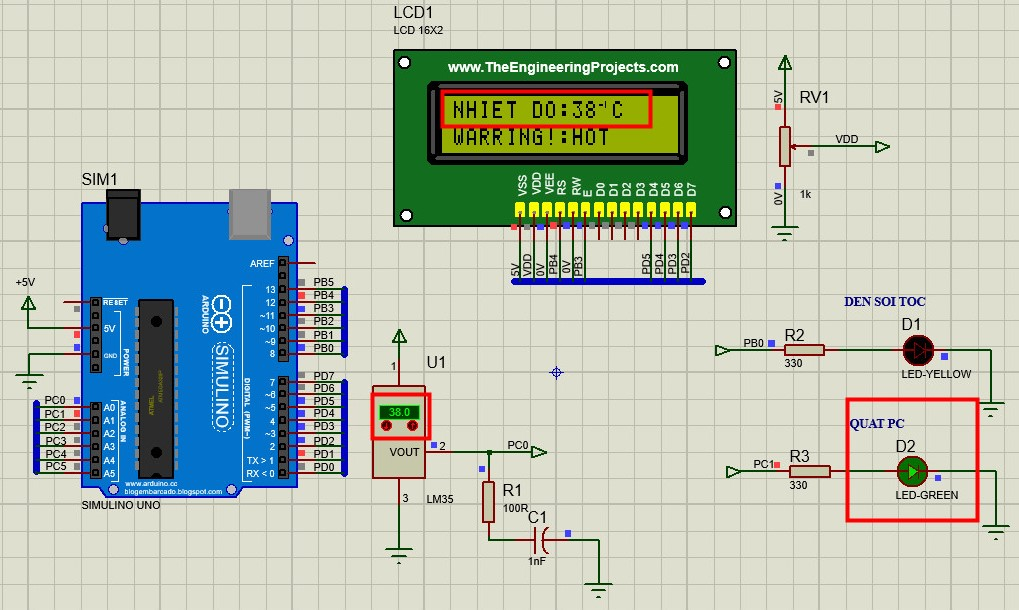 LCD1
LCD 16X2
www.TheEngineeringProjects.com
NHIET DO:38 C
WARRING!:HOT
VSS
VDD
VEE
RS
RW
E
D0
D1
D2
D3
D4
D5
D6
D7
5V
VDD
0V
PB4
0V
PB3
PD5
PD4
PD3
PD2
5V
RV1
VDD
0V
1k
SIM1
+5V
AREF
RESET
5V
GND
POWER
ARDUINO
SIMULINO
DIGITAL (PWM~)
ANALOG IN
13 PB5
12 PB4
~11 PB3
~10 PB2
~9 PB1
8 PB0
7 PD7
~6 PD6
~5 PD5
4 PD4
~3 PD3
2 PD2
TX > 1 PD1
RX < 0 PD0
PC0 A0
PC1 A1
PC2 A2
PC3 A3
PC4 A4
PC5 A5
www.arduino.cc
blogembarcado.blogspot.com
SIMULINO UNO
U1
1
38.0
VOUT
2
PC0
3
LM35
R1
100R
C1
1nF
DEN SOI TOC
D1
R2
PB0
330
LED-YELLOW
QUAT PC
D2
R3
PC1
330
LED-GREEN